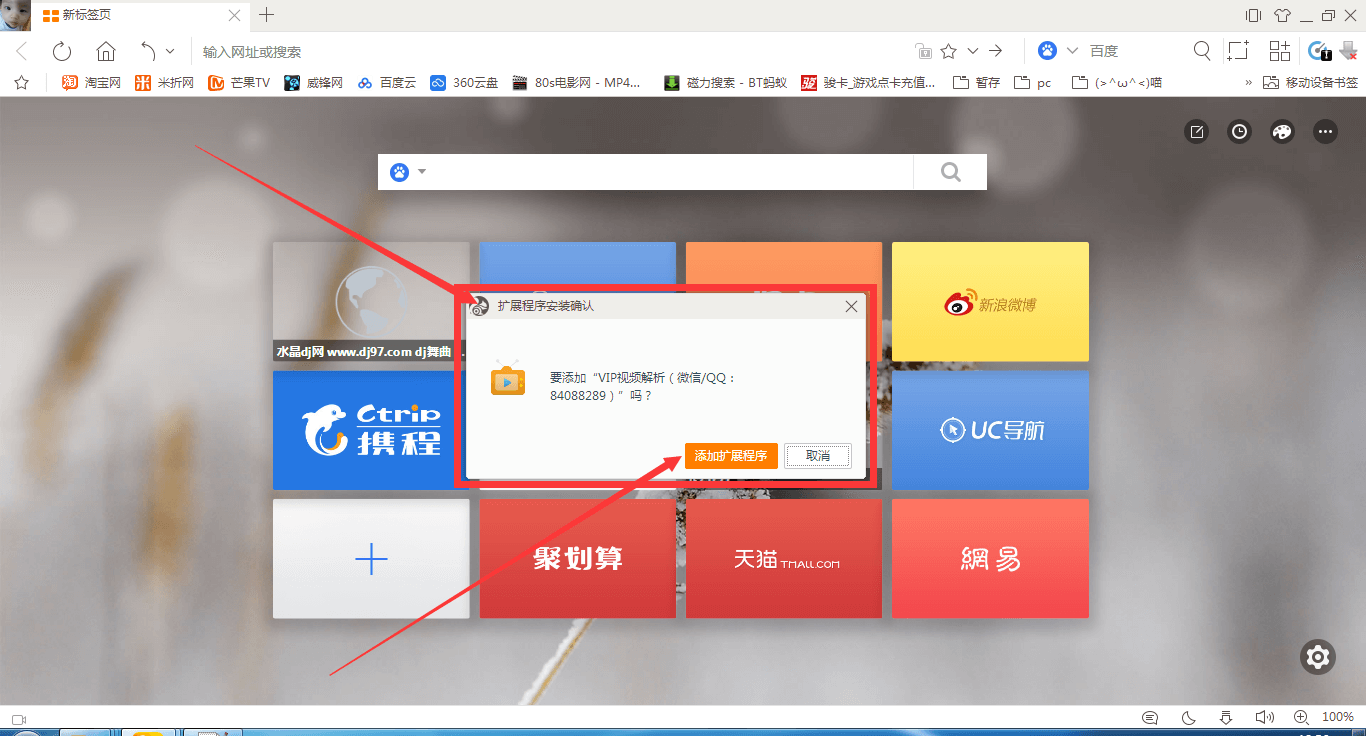 新标签页
输入网址或搜索
百度
淘宝网
米折网
芒果TV
威锋网
百度云
360云盘
80s电影网 - MP4...
磁力搜索 - BT蚂蚁
骏卡_游戏点卡充值...
暂存
pc
(>^ω^<)喵
»
移动设备书签
水晶dj网 www.dj97.com dj舞曲
新浪微博
扩展程序安装确认
要添加“VIP视频解析（微信/QQ：
84088289）”吗？
添加扩展程序
取消
Ctrip
携程
UC导航
聚划算
天猫 TMALL.COM
網易
100%